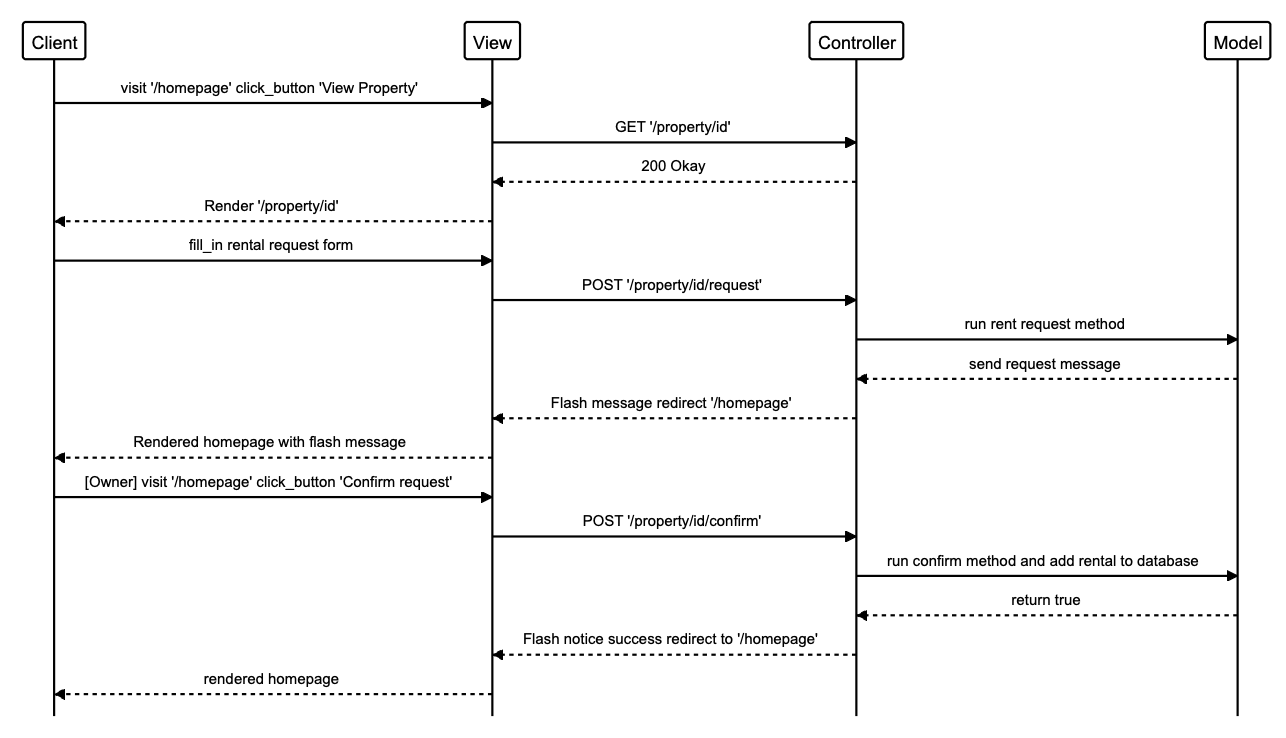 Client
View
Controller
Model
visit '/homepage' click_button 'View Property'
GET '/property/id'
200 Okay
Render '/property/id'
fill_in rental request form
POST '/property/id/request'
run rent request method
send request message
Flash message redirect '/homepage'
Rendered homepage with flash message
[Owner] visit '/homepage' click_button 'Confirm request'
POST '/property/id/confirm'
run confirm method and add rental to database
return true
Flash notice success redirect to '/homepage'
rendered homepage